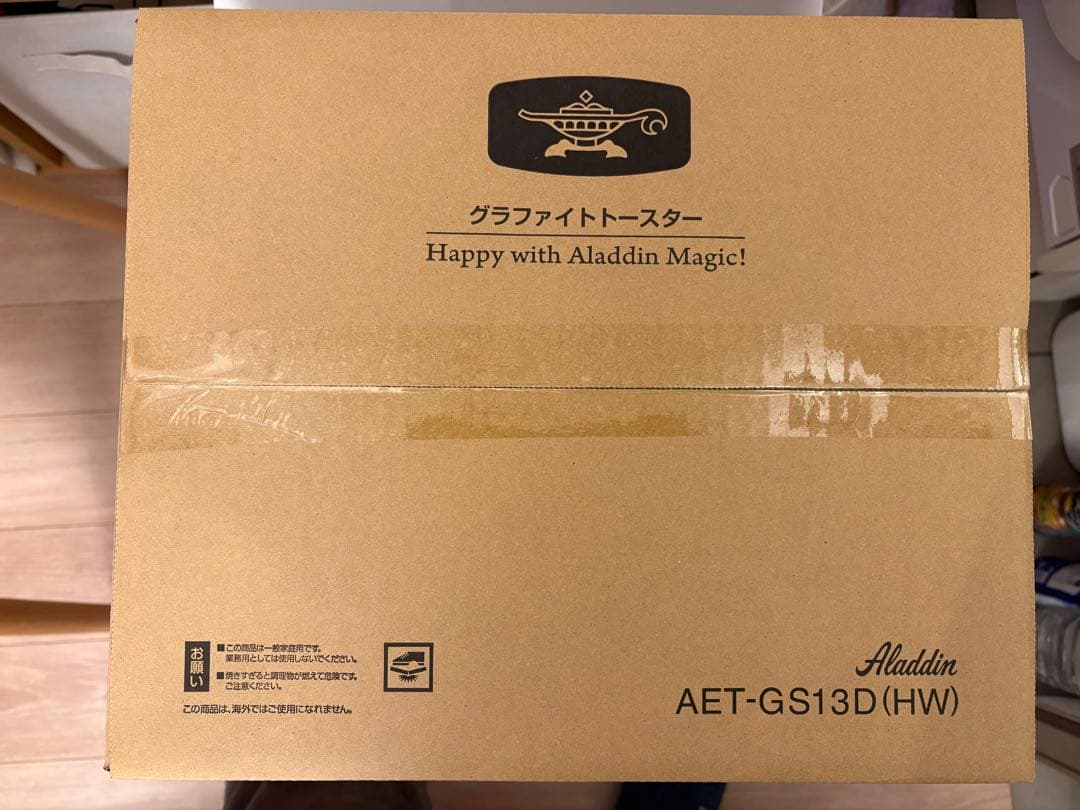 グラファイトトースター
Happy with Aladdin Magic!
お願い
■この商品は一般家庭用です。
業務用としては使用しないでください。
■焼きすぎると調理物が燃えて危険です。
ご注意ください。
この商品は、海外ではご使用になれません。
Aladdin
AET-GS13D(HW)